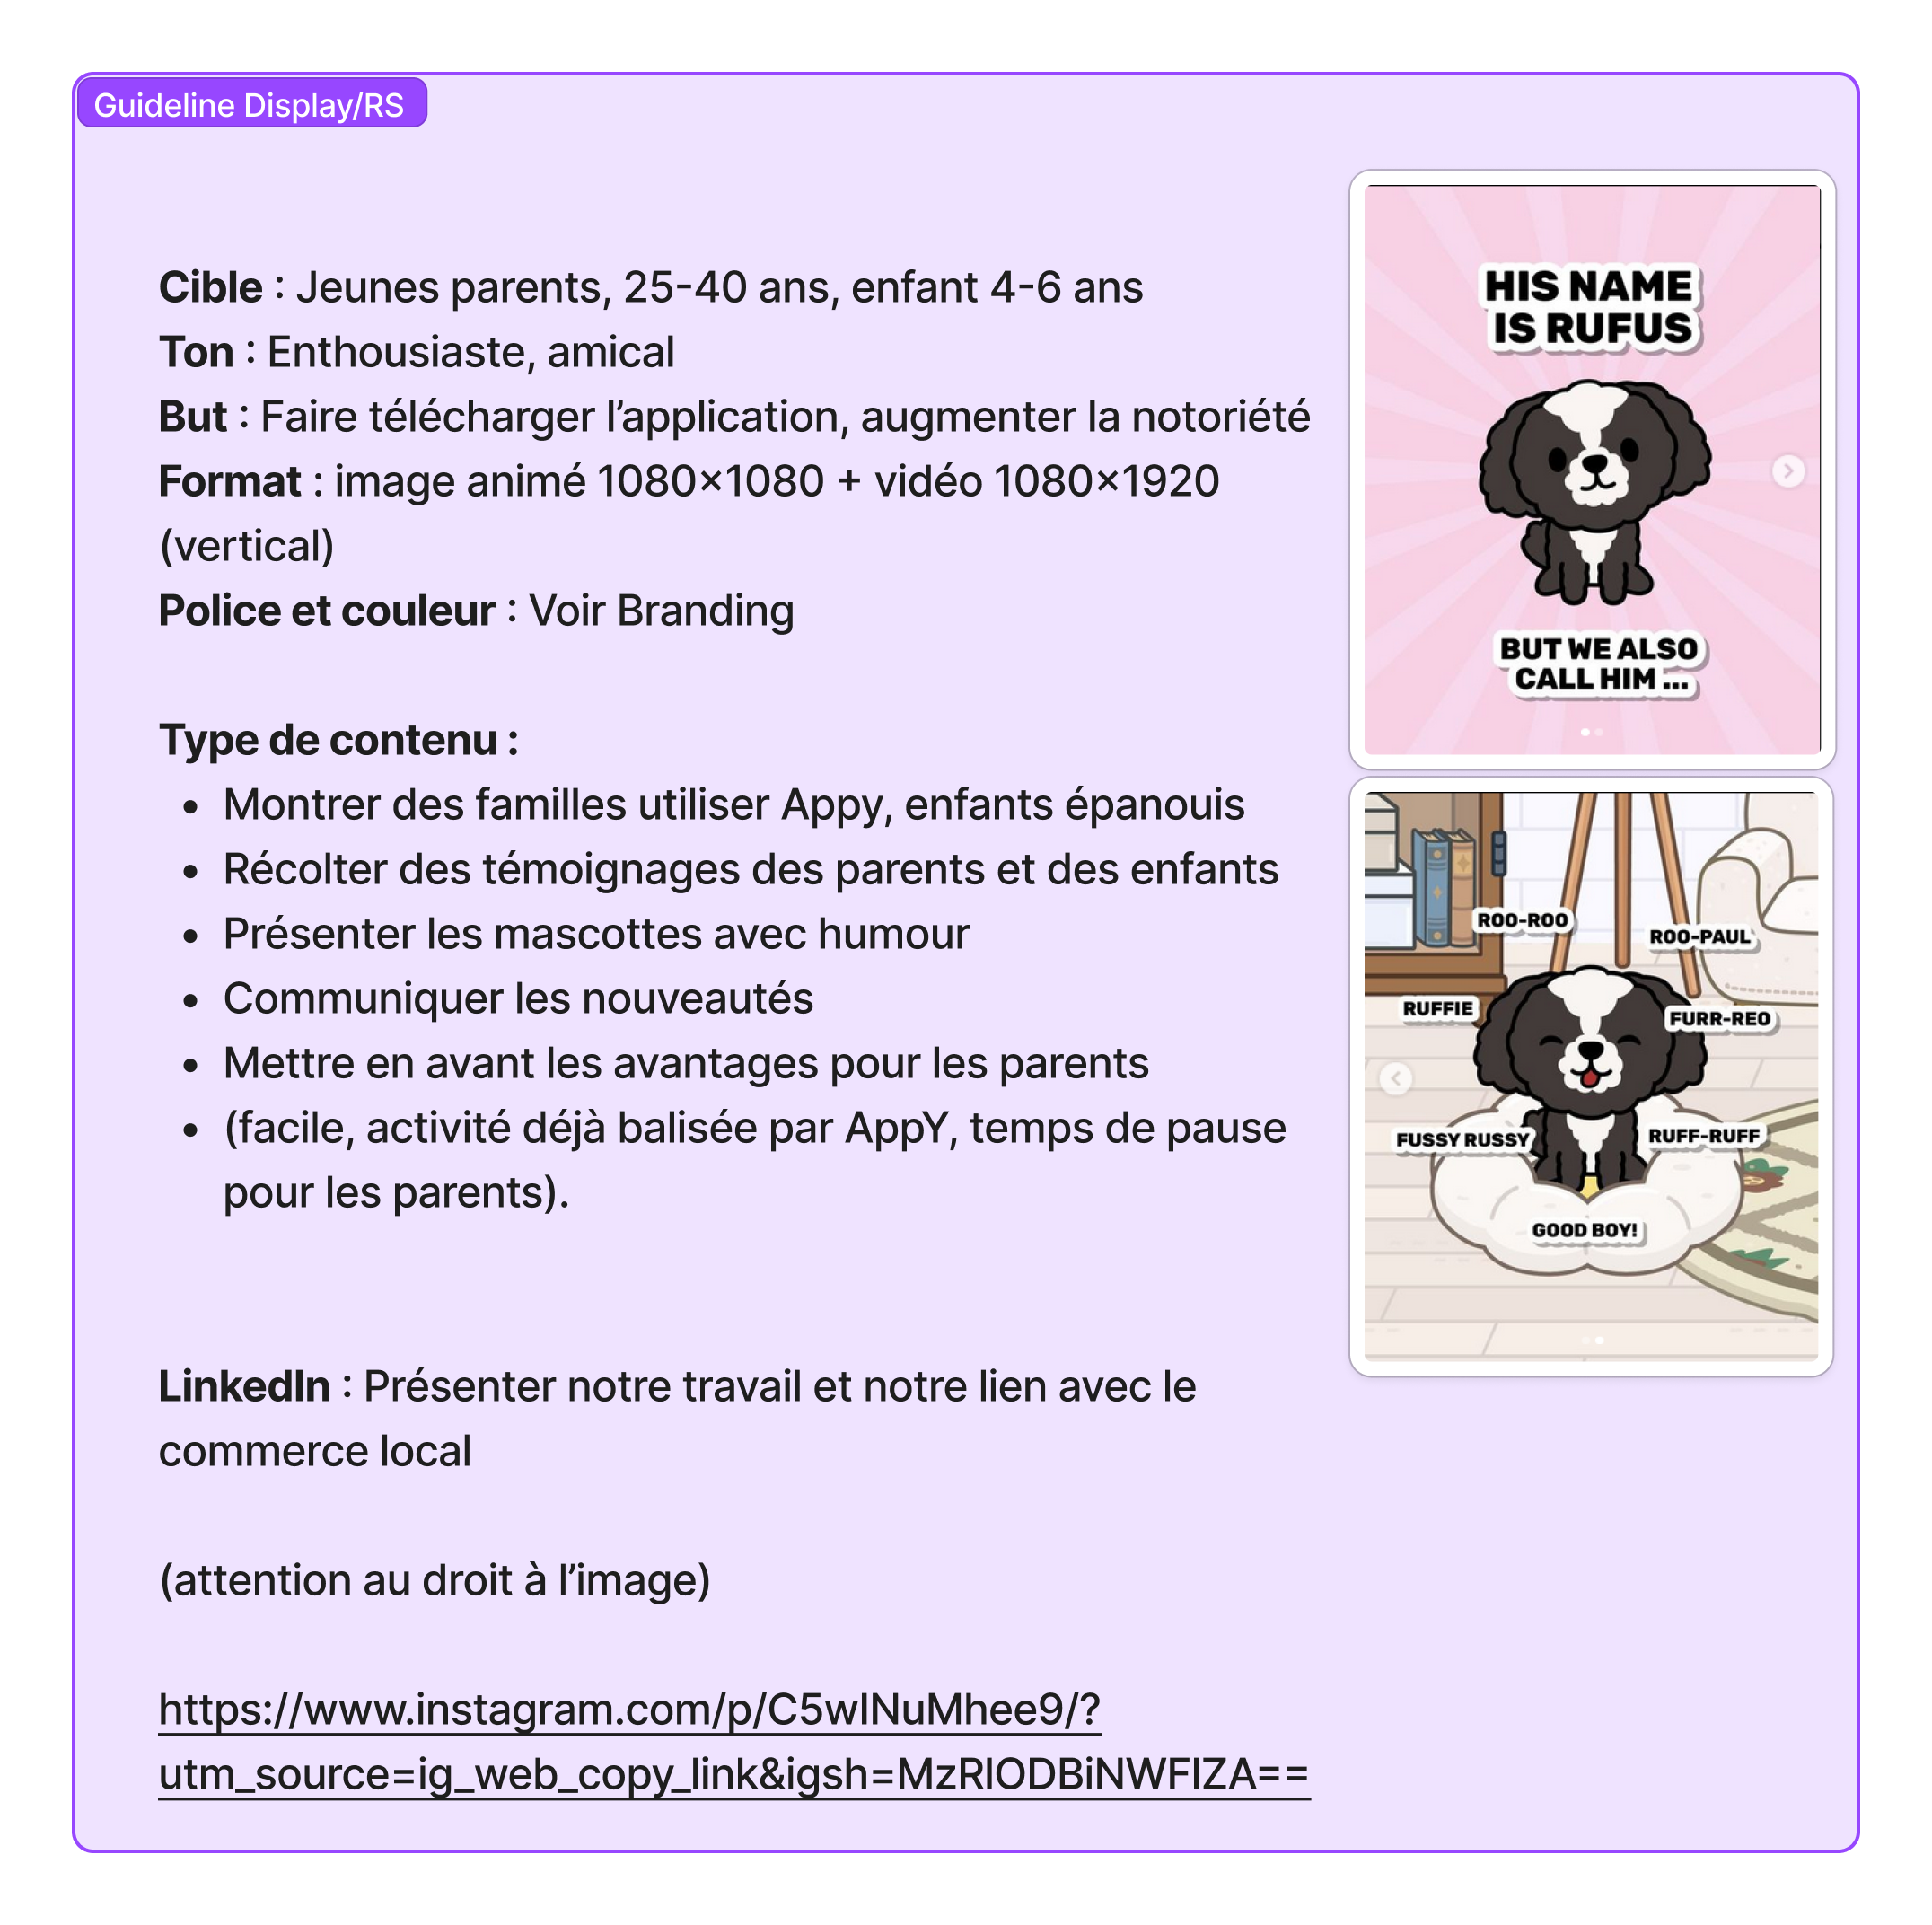 Guideline Display/RS
Cible : Jeunes parents, 25-40 ans, enfant 4-6 ans
Ton : Enthousiaste, amical
But : Faire télécharger l’application, augmenter la notoriété
Format : image animé 1080×1080 + vidéo 1080×1920
(vertical)
Police et couleur : Voir Branding
Type de contenu :
• Montrer des familles utiliser Appy, enfants épanouis
• Récolter des témoignages des parents et des enfants
• Présenter les mascottes avec humour
• Communiquer les nouveautés
• Mettre en avant les avantages pour les parents
• (facile, activité déjà balisée par AppY, temps de pause
pour les parents).
LinkedIn : Présenter notre travail et notre lien avec le
commerce local
(attention au droit à l’image)
https://www.instagram.com/p/C5wINuMhee9/?
utm_source=ig_web_copy_link&igsh=MzRlODBiNWFlZA==
HIS NAME
IS RUFUS
BUT WE ALSO
CALL HIM ...
ROO-ROO
ROO-PAUL
RUFFIE
FURR-REO
FUSSY RUSSY
RUFF-RUFF
GOOD BOY!